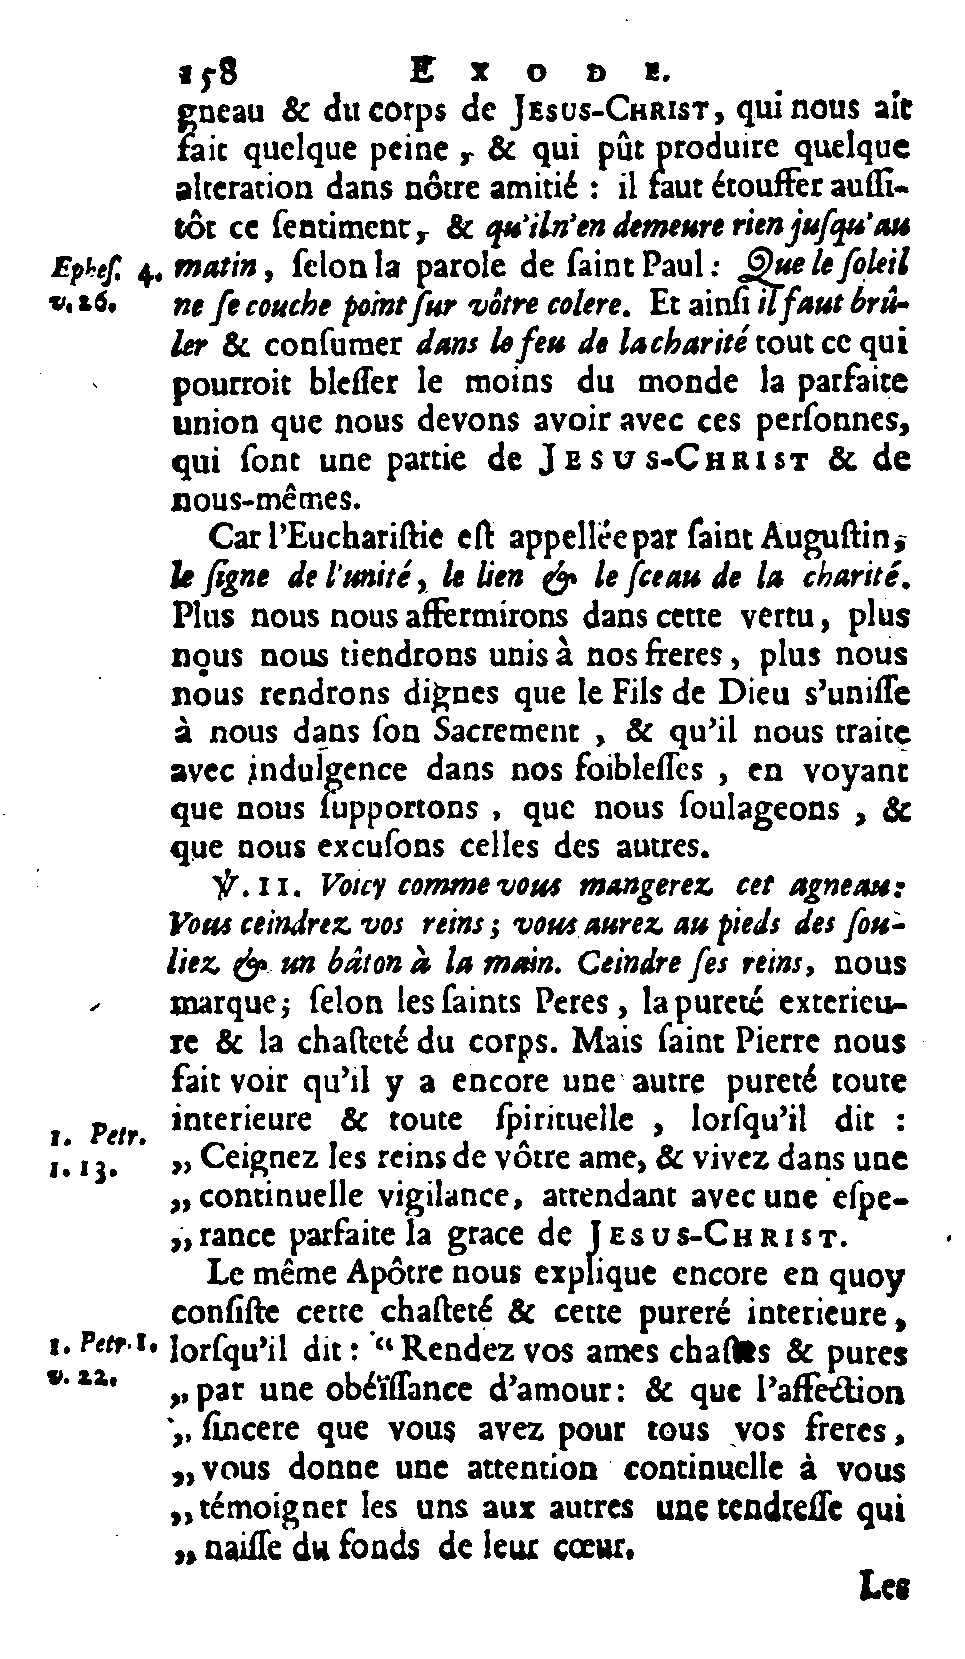 158 EXODE.
gneau & du corps de JESUS-CHRIST, qui nous ait
fait quelque peine, & qui pût produire quelque
alteration dans nôtre amitié : il faut étouffer auſſi-
tôt ce ſentiment, & qu'il n'en demeure rien juſqu'au
Epheſ. 4. matin, ſelon la parole de ſaint Paul : Que le ſoleil
v. 26. ne ſe couche point ſur vôtre colere. Et ainſi il faut brû-
ler & conſumer dans le feu de la charité tout ce qui
pourroit bleſſer le moins du monde la parfaite
union que nous devons avoir avec ces perſonnes,
qui ſont une partie de JESUS-CHRIST & de
nous-mêmes.
Car l'Euchariſtie eſt appellée par ſaint Auguſtin,
le ſigne de l'unité, le lien & le ſceau de la charité.
Plus nous nous affermirons dans cette vertu, plus
nous nous tiendrons unis à nos freres, plus nous
nous rendrons dignes que le Fils de Dieu s'uniſſe
à nous dans ſon Sacrement, & qu'il nous traite
avec indulgence dans nos foibleſſes, en voyant
que nous ſupportons, que nous ſoulageons, &
que nous excuſons celles des autres.
℣. 11. Voicy comme vous mangerez cet agneau :
Vous ceindrez vos reins ; vous aurez au pieds des ſou-
liez & un bâton à la main. Ceindre ſes reins, nous
marque ; ſelon les ſaints Peres, la pureté exterieu-
re & la chaſteté du corps. Mais ſaint Pierre nous
fait voir qu'il y a encore une autre pureté toute
1. Petr. interieure & toute ſpirituelle, lorſqu'il dit :
1. 13. „ Ceignez les reins de vôtre ame, & vivez dans une
„ continuelle vigilance, attendant avec une eſpe-
„ rance parfaite la grace de JESUS-CHRIST.
Le même Apôtre nous explique encore en quoy
conſiſte cette chaſteté & cette pureré interieure,
1. Petr. 1. lorſqu'il dit : “ Rendez vos ames chaſtes & pures
v. 22. „ par une obéïſſance d'amour : & que l'affection
„ ſincere que vous avez pour tous vos freres,
„ vous donne une attention continuelle à vous
„ témoigner les uns aux autres une tendreſſe qui
„ naiſſe du fonds de leur cœur.
Les